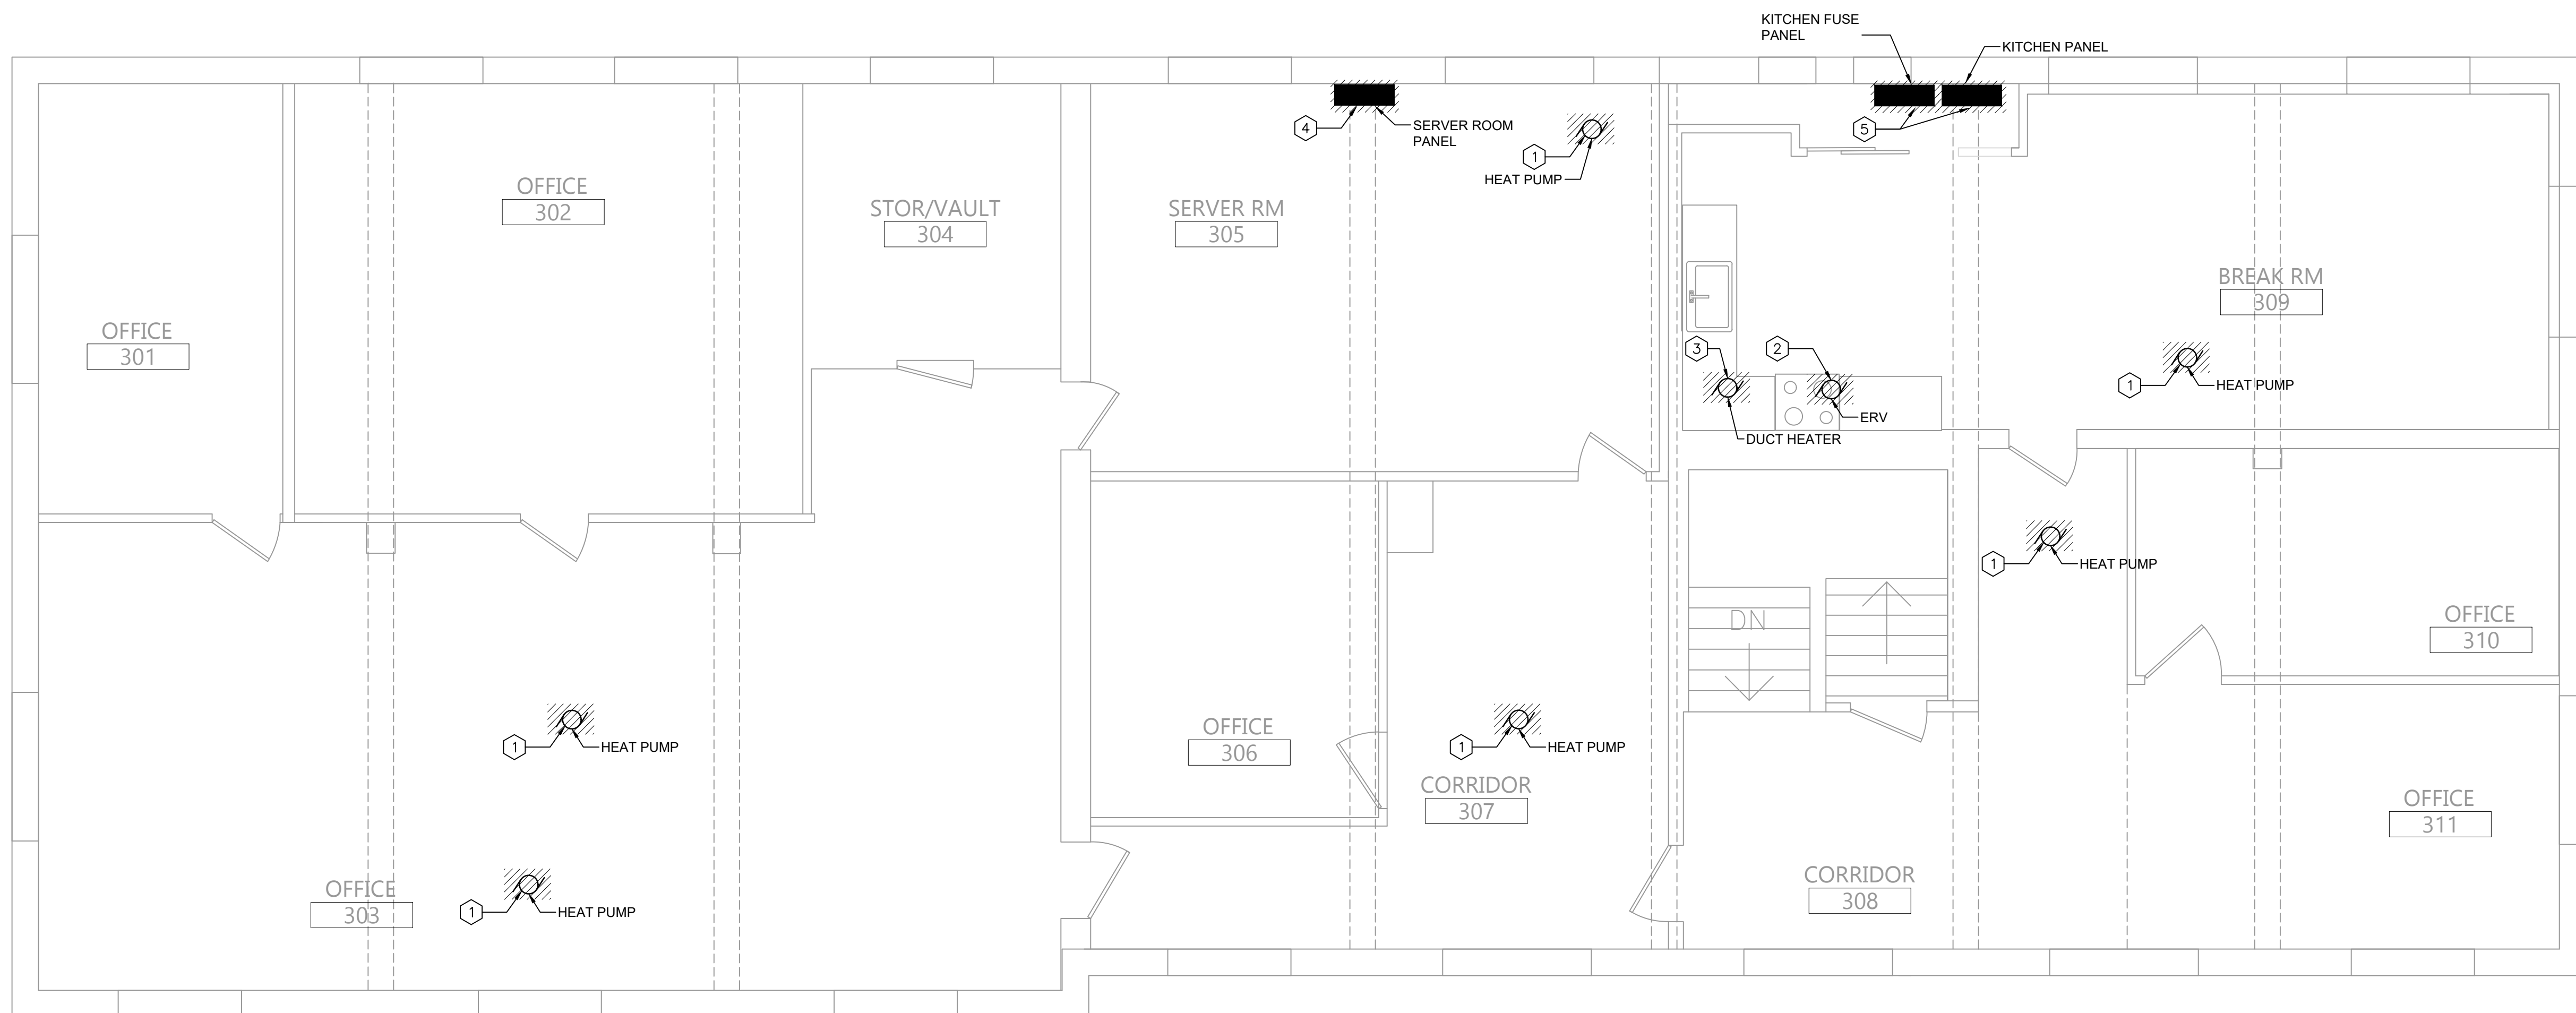 KITCHEN FUSE
PANEL
KITCHEN PANEL
4
SERVER ROOM
PANEL
1
HEAT PUMP
5
OFFICE
302
STOR/VAULT
304
SERVER RM
305
BREAK RM
309
OFFICE
301
3
2
1
HEAT PUMP
ERV
DUCT HEATER
1
HEAT PUMP
DN
OFFICE
310
OFFICE
306
1
HEAT PUMP
1
HEAT PUMP
CORRIDOR
307
OFFICE
311
CORRIDOR
308
OFFICE
303
1
HEAT PUMP